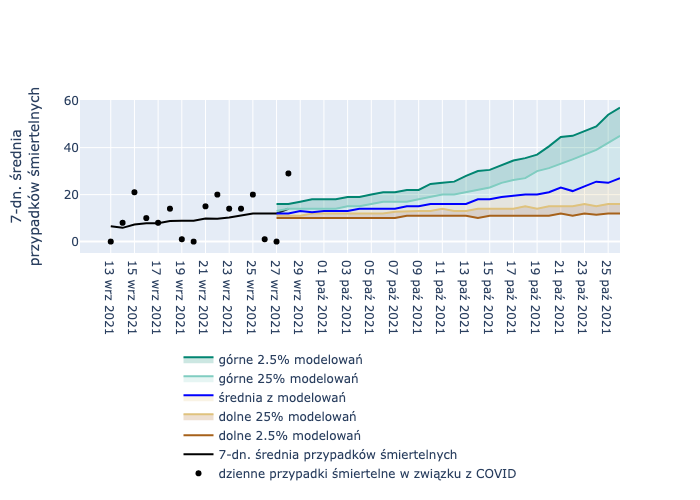 7-dn. średnia
przypadków śmiertelnych
60
40
20
0
13 wrz 2021
15 wrz 2021
17 wrz 2021
19 wrz 2021
21 wrz 2021
23 wrz 2021
25 wrz 2021
27 wrz 2021
29 wrz 2021
01 paź 2021
03 paź 2021
05 paź 2021
07 paź 2021
09 paź 2021
11 paź 2021
13 paź 2021
15 paź 2021
17 paź 2021
19 paź 2021
21 paź 2021
23 paź 2021
25 paź 2021
górne 2.5% modelowań
górne 25% modelowań
średnia z modelowań
dolne 25% modelowań
dolne 2.5% modelowań
7-dn. średnia przypadków śmiertelnych
dzienne przypadki śmiertelne w związku z COVID